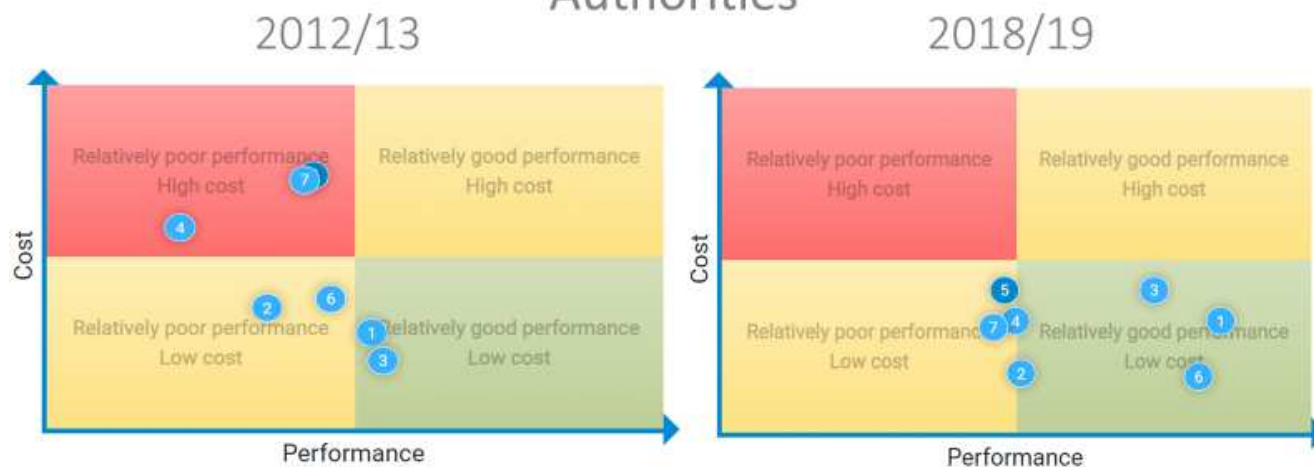 Authorities
2012/13
2018/19
Cost
Relatively poor performance
High cost
Relatively good performance
High cost
7
4
Relatively poor performance
Low cost
Relatively good performance
Low cost
2
6
1
3
Performance
Cost
Relatively poor performance
High cost
Relatively good performance
High cost
Relatively poor performance
Low cost
Relatively good performance
Low cost
5
3
4
7
1
2
6
Performance